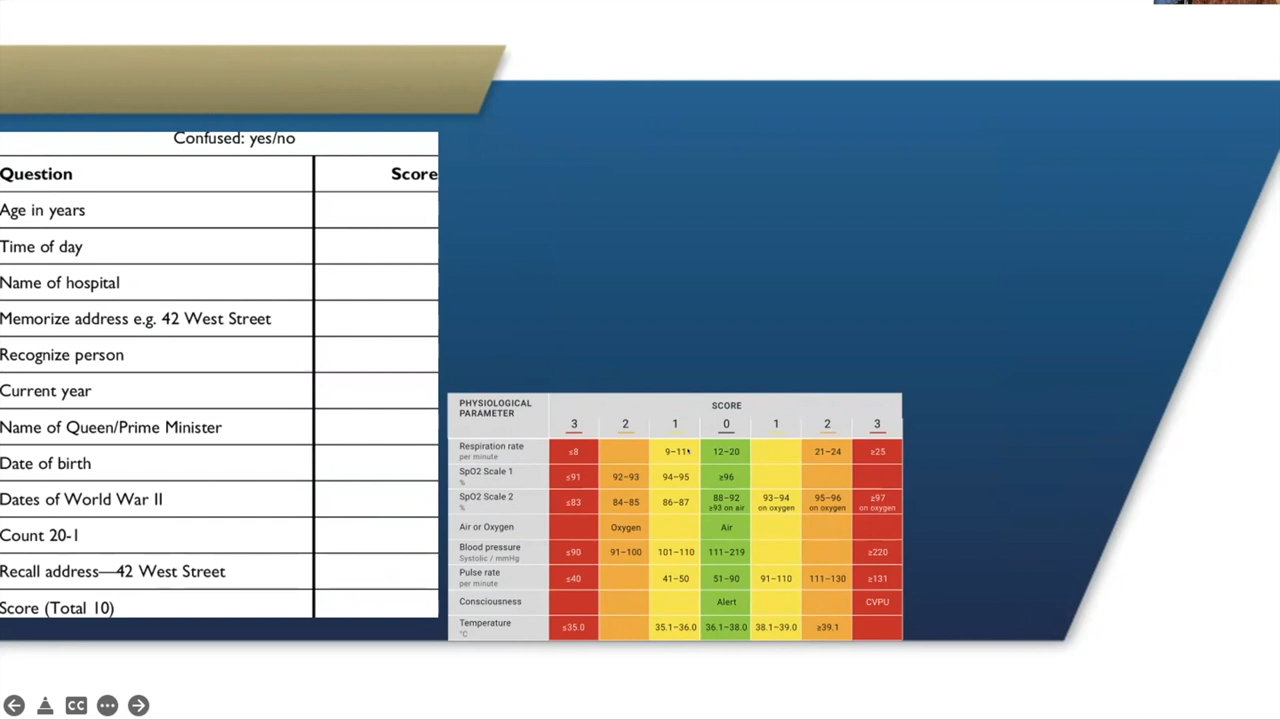 Confused: yes/no
Question Score
Age in years
Time of day
Name of hospital
Memorize address e.g. 42 West Street
Recognize person
Current year
Name of Queen/Prime Minister
Date of birth
Dates of World War II
Count 20-1
Recall address—42 West Street
Score (Total 10)
PHYSIOLOGICAL PARAMETER SCORE
3 2 1 0 1 2 3
Respiration rate per minute ≤8 9–11 12–20 21–24 ≥25
SpO2 Scale 1 % ≤91 92–93 94–95 ≥96
SpO2 Scale 2 % ≤83 84–85 86–87 88–92 ≥93 on air 93–94 on oxygen 95–96 on oxygen ≥97 on oxygen
Air or Oxygen Oxygen Air
Blood pressure Systolic / mmHg ≤90 91–100 101–110 111–219 ≥220
Pulse rate per minute ≤40 41–50 51–90 91–110 111–130 ≥131
Consciousness Alert CVPU
Temperature °C ≤35.0 35.1–36.0 36.1–38.0 38.1–39.0 ≥39.1
CC